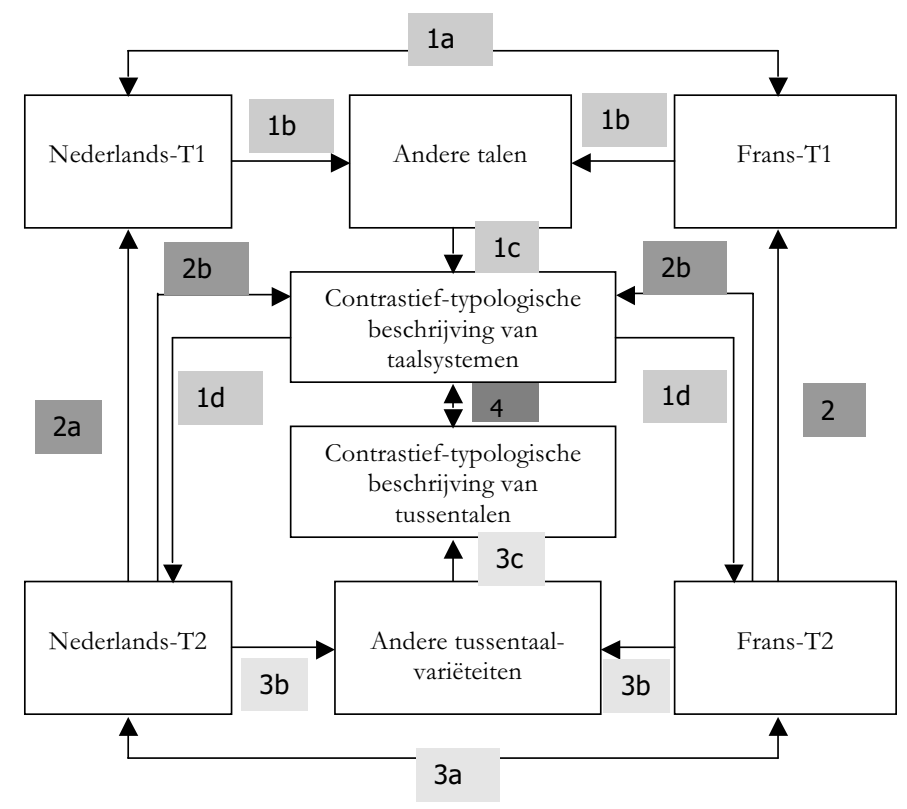 1a
1b
1b
Nederlands-T1
Andere talen
Frans-T1
1c
2b
2b
Contrastief-typologische
beschrijving van
taalsystemen
1d
1d
2a
4
2
Contrastief-typologische
beschrijving van
tussentalen
3c
Nederlands-T2
Andere tussentaal-
variëteiten
Frans-T2
3b
3b
3a